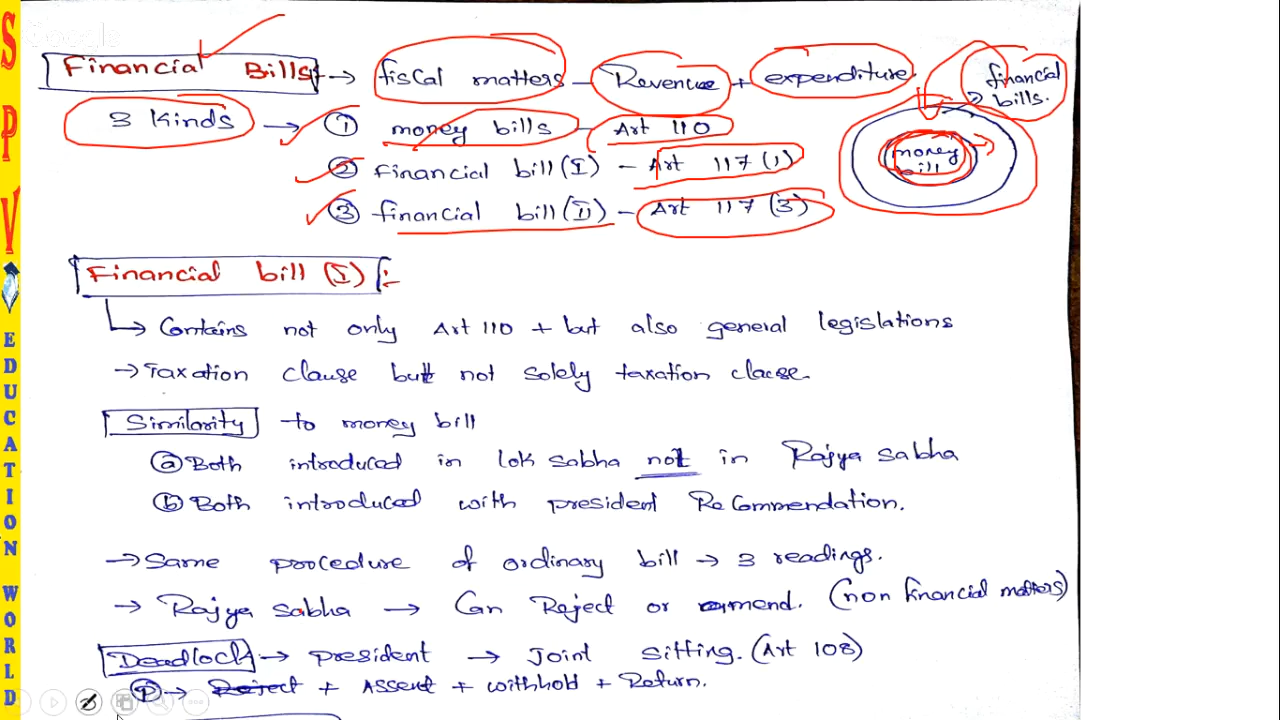 SPV EDUCATION WORLD
Financial Bills → fiscal matters - Revenue + expenditure.
financial bills.
3 Kinds → ① money bills - Art 110
money bill
② Financial bill (I) - Art 117 (1)
③ financial bill (II) - Art 117 (3)
Financial bill (I) :-
→ Contains not only Art 110 + but also general legislations
→ Taxation clause but not solely taxation clause.
Similarity to money bill
ⓐ Both introduced in lok sabha not in Rajya sabha
ⓑ Both introduced with president Recommendation.
→ Same procedure of ordinary bill → 3 readings.
→ Rajya sabha → Can Reject or amend. (non financial matters)
Deadlock → president → Joint sitting. (Art 108)
Ⓟ → Reject + Assent + withhold + Return.